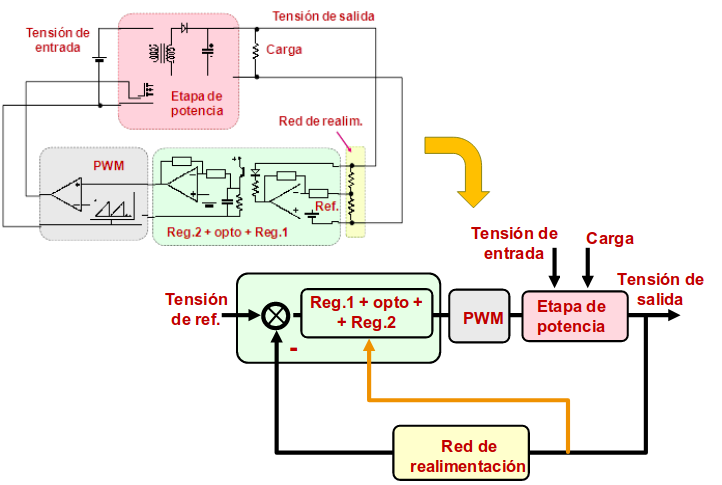 Tensión de salida
Tensión de
entrada
Carga
Etapa de
potencia
Red de realim.
PWM
Ref.
Reg.2 + opto + Reg.1
Tensión de
entrada
Carga
Tensión de
salida
Tensión
de ref.
Reg.1 + opto +
+ Reg.2
PWM
Etapa de
potencia
-
Red de
realimentación